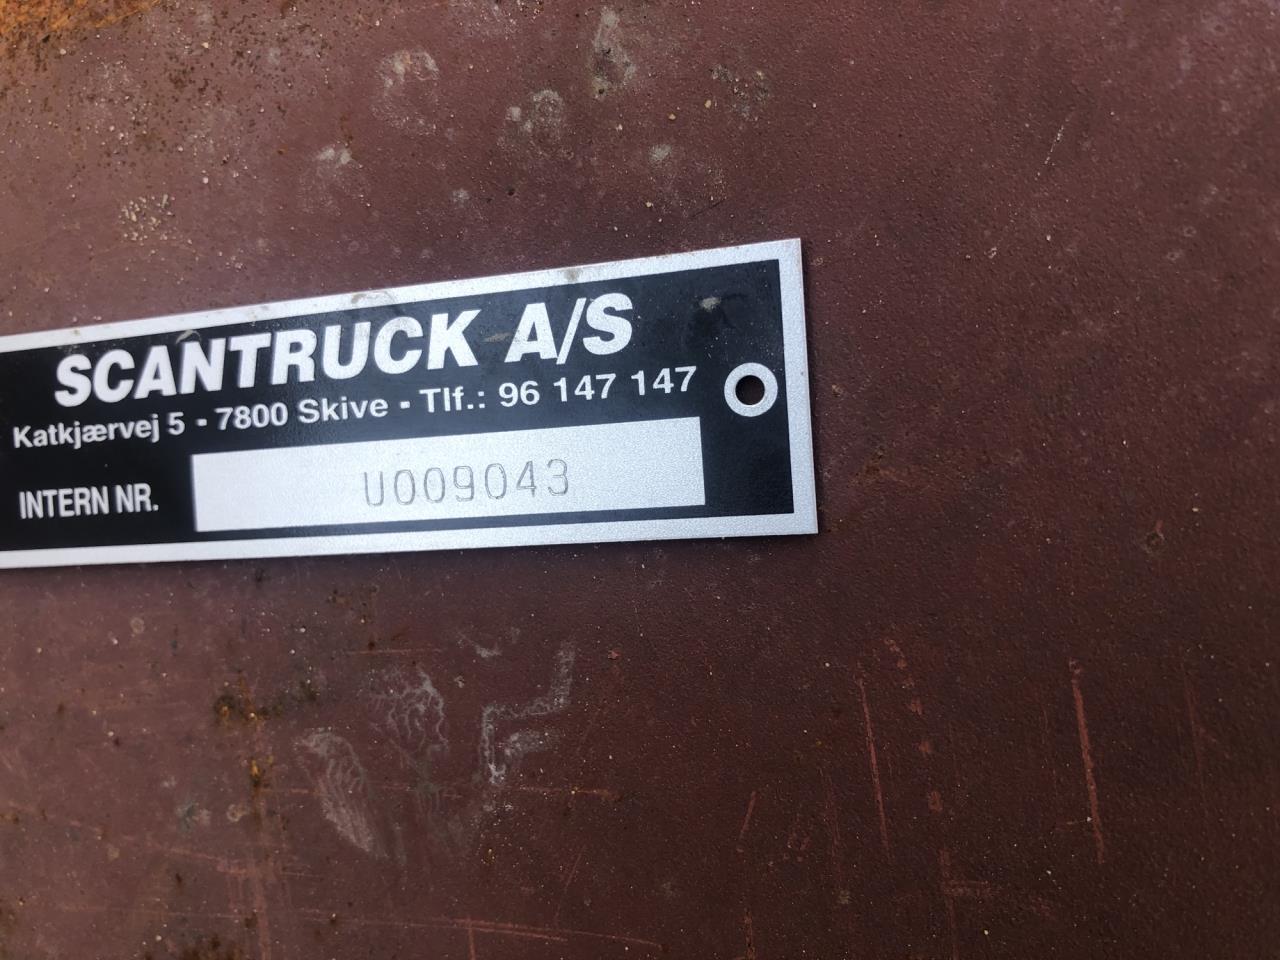 SCANTRUCK A/S
Katkjærvej 5 - 7800 Skive - Tlf.: 96 147 147
INTERN NR. U009043